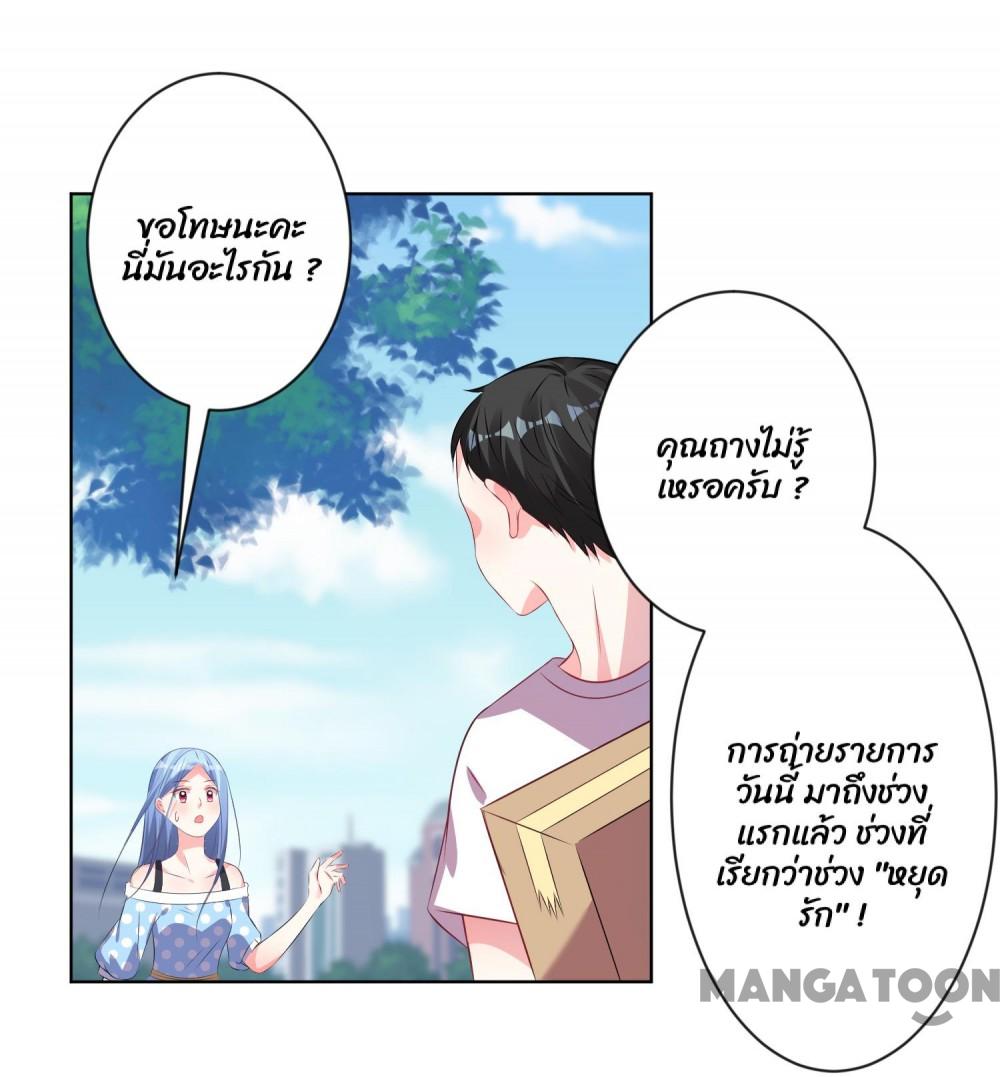 ขอโทษนะคะ
นี่มันอะไรกัน ?
คุณถางไม่รู้
เหรอครับ ?
การถ่ายรายการ
วันนี้ มาถึงช่วง
แรกแล้ว ช่วงที่
เรียกว่าช่วง "หยุด
รัก" !
MANGATOON